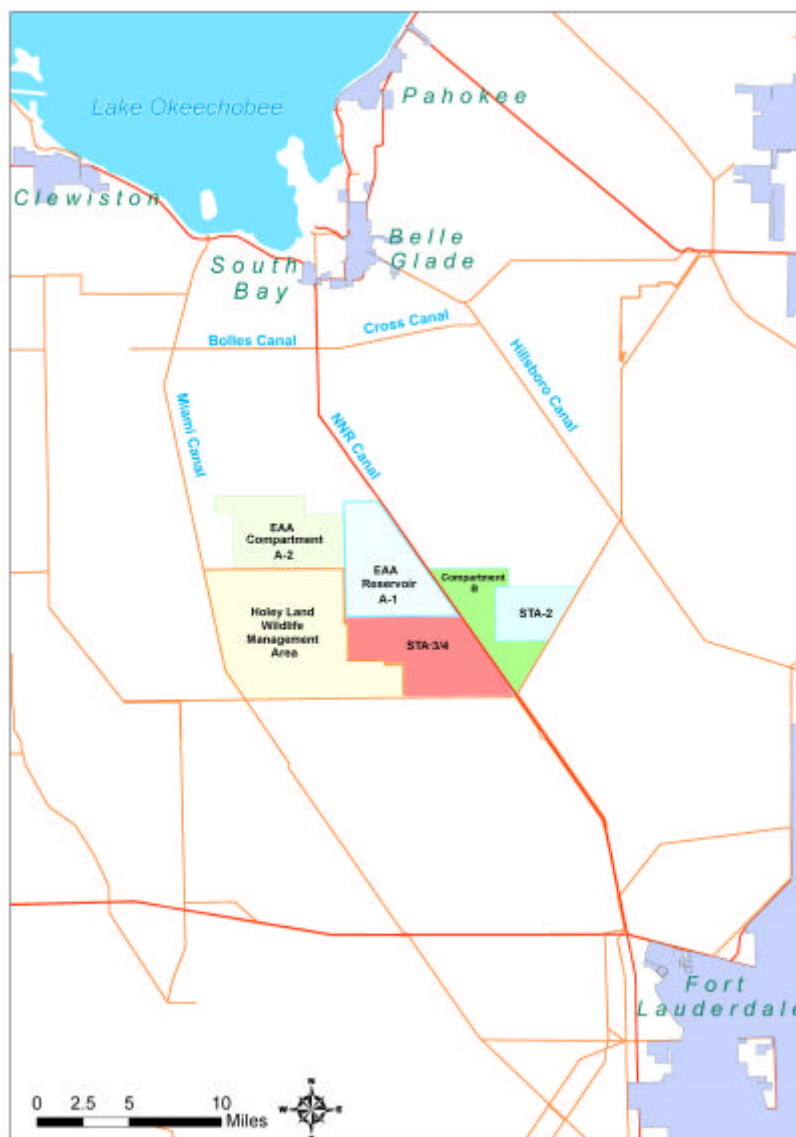 Lake Okeechobee
Pahokee
Clewiston
Belle
Glade
South
Bay
Cross Canal
Bolles Canal
Hillsboro Canal
Miami Canal
NNR Canal
EAA
Compartment
A-2
EAA
Reservoir
A-1
Compartment
B
STA-2
Holey Land
Wildlife
Management
Area
STA-3/4
Fort
Lauderdale
N
W
E
S
0 2.5 5 10
Miles